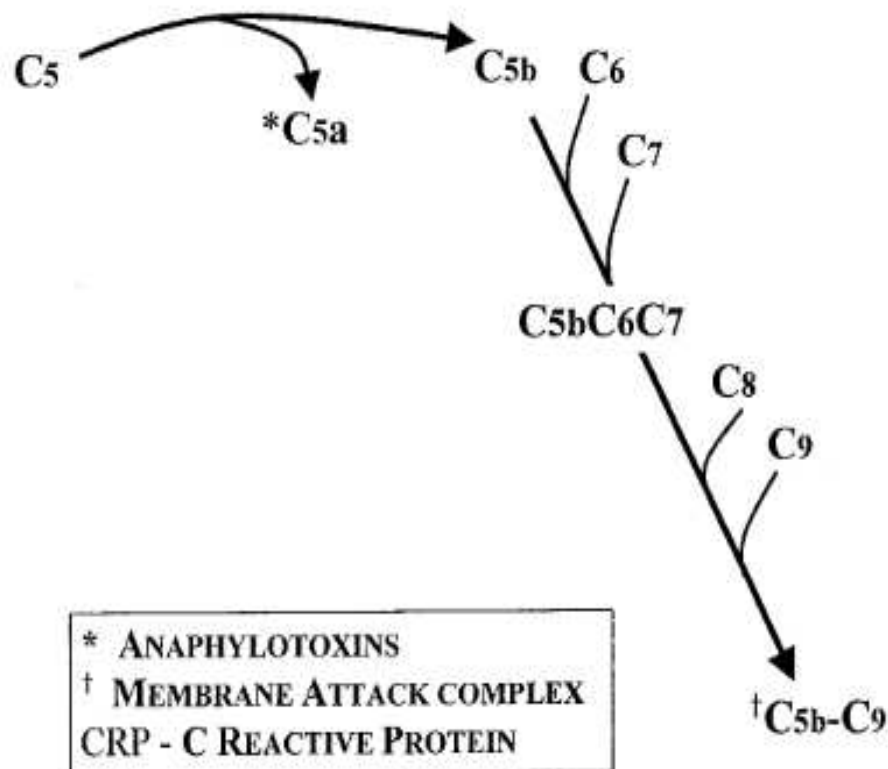 C5
C5b
C6
*C5a
C7
C5bC6C7
C8
C9
* ANAPHYLOTOXINS
† MEMBRANE ATTACK COMPLEX
CRP - C REACTIVE PROTEIN
†C5b-C9